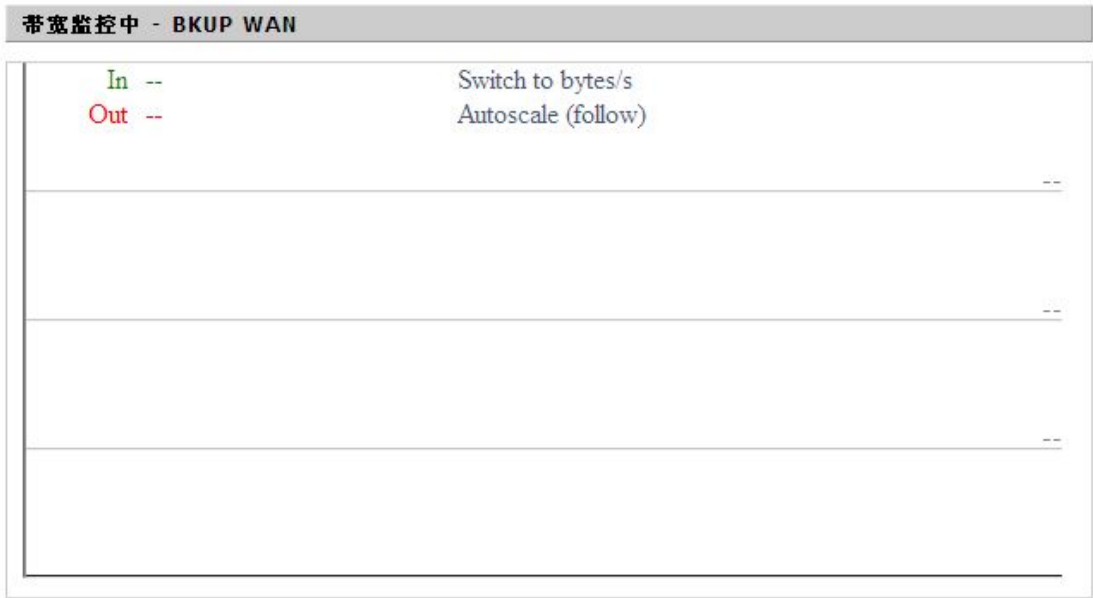 带宽监控中 - BKUP WAN
In -- Switch to bytes/s
Out -- Autoscale (follow)
--
--
--